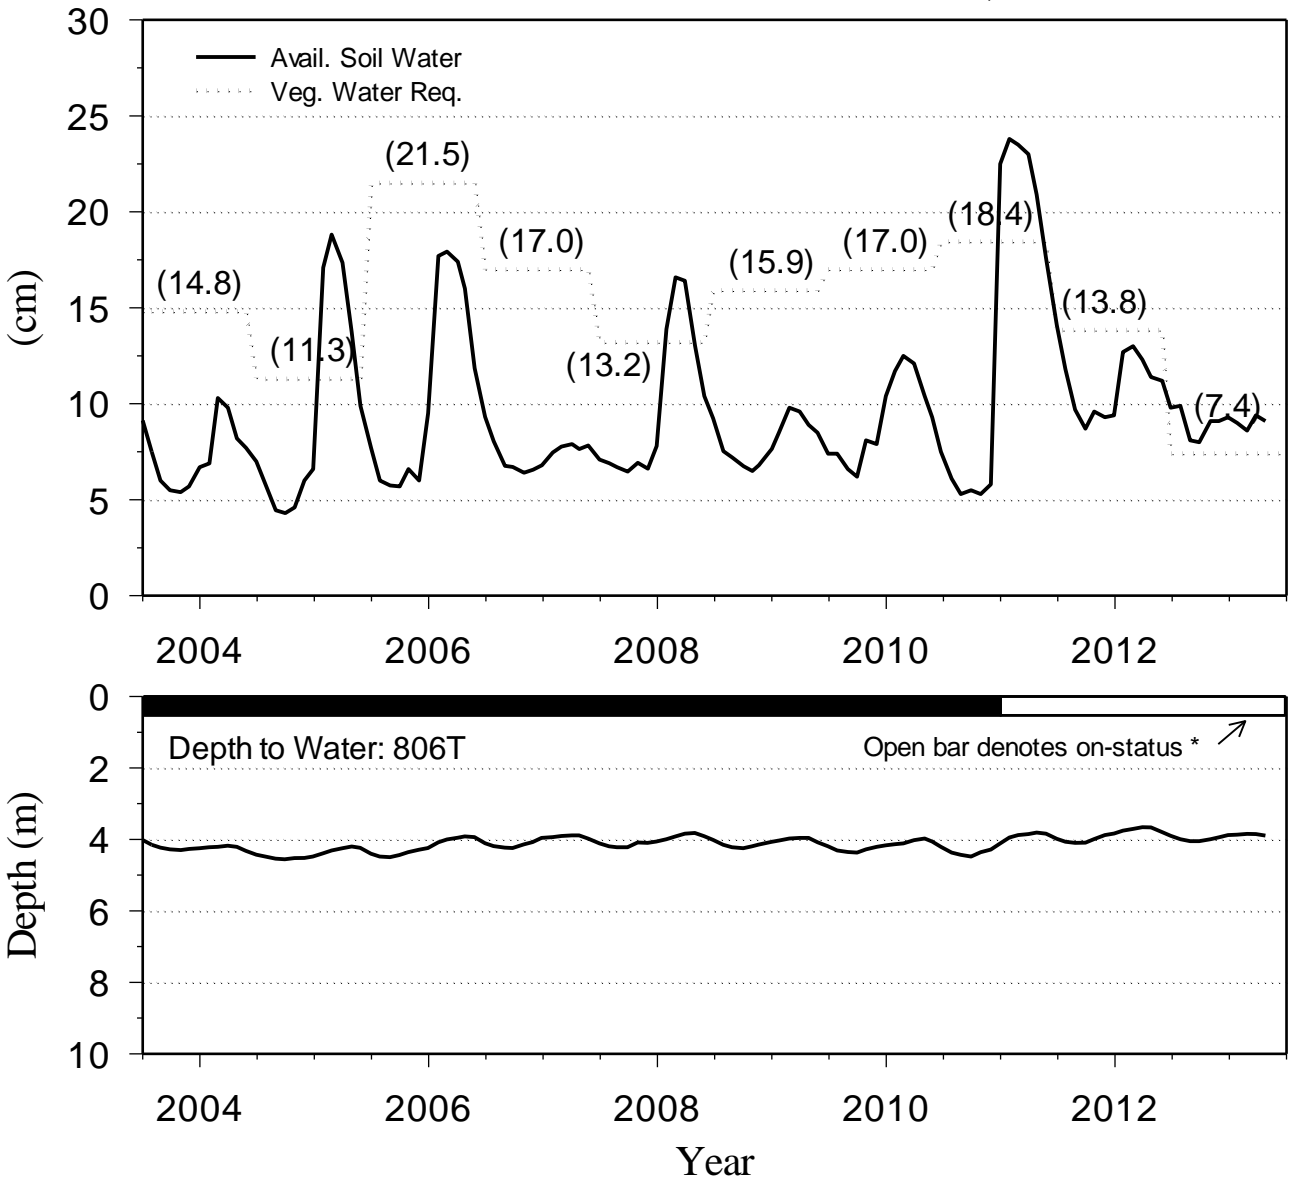 30
Avail. Soil Water
Veg. Water Req.
25
(21.5)
20
(18.4)
(17.0)
(17.0)
(15.9)
(14.8)
(13.8)
15
(11.3)
(13.2)
10
(7.4)
5
0
(cm)
2004 2006 2008 2010 2012
0
Depth to Water: 806T
Open bar denotes on-status *
2
4
6
8
10
Depth (m)
2004 2006 2008 2010 2012
Year